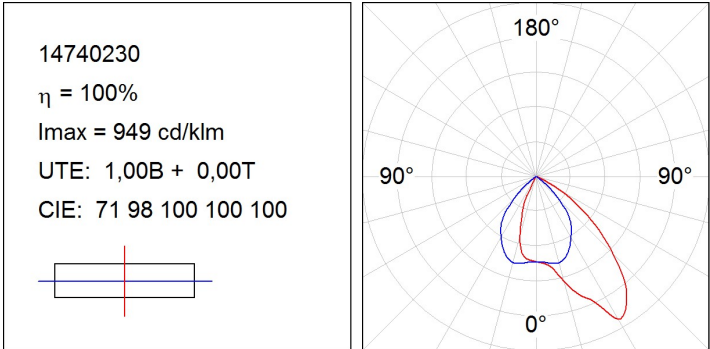 14740230
η = 100%
Imax = 949 cd/klm
UTE: 1,00B + 0,00T
CIE: 71 98 100 100 100
180°
90° 90°
0°